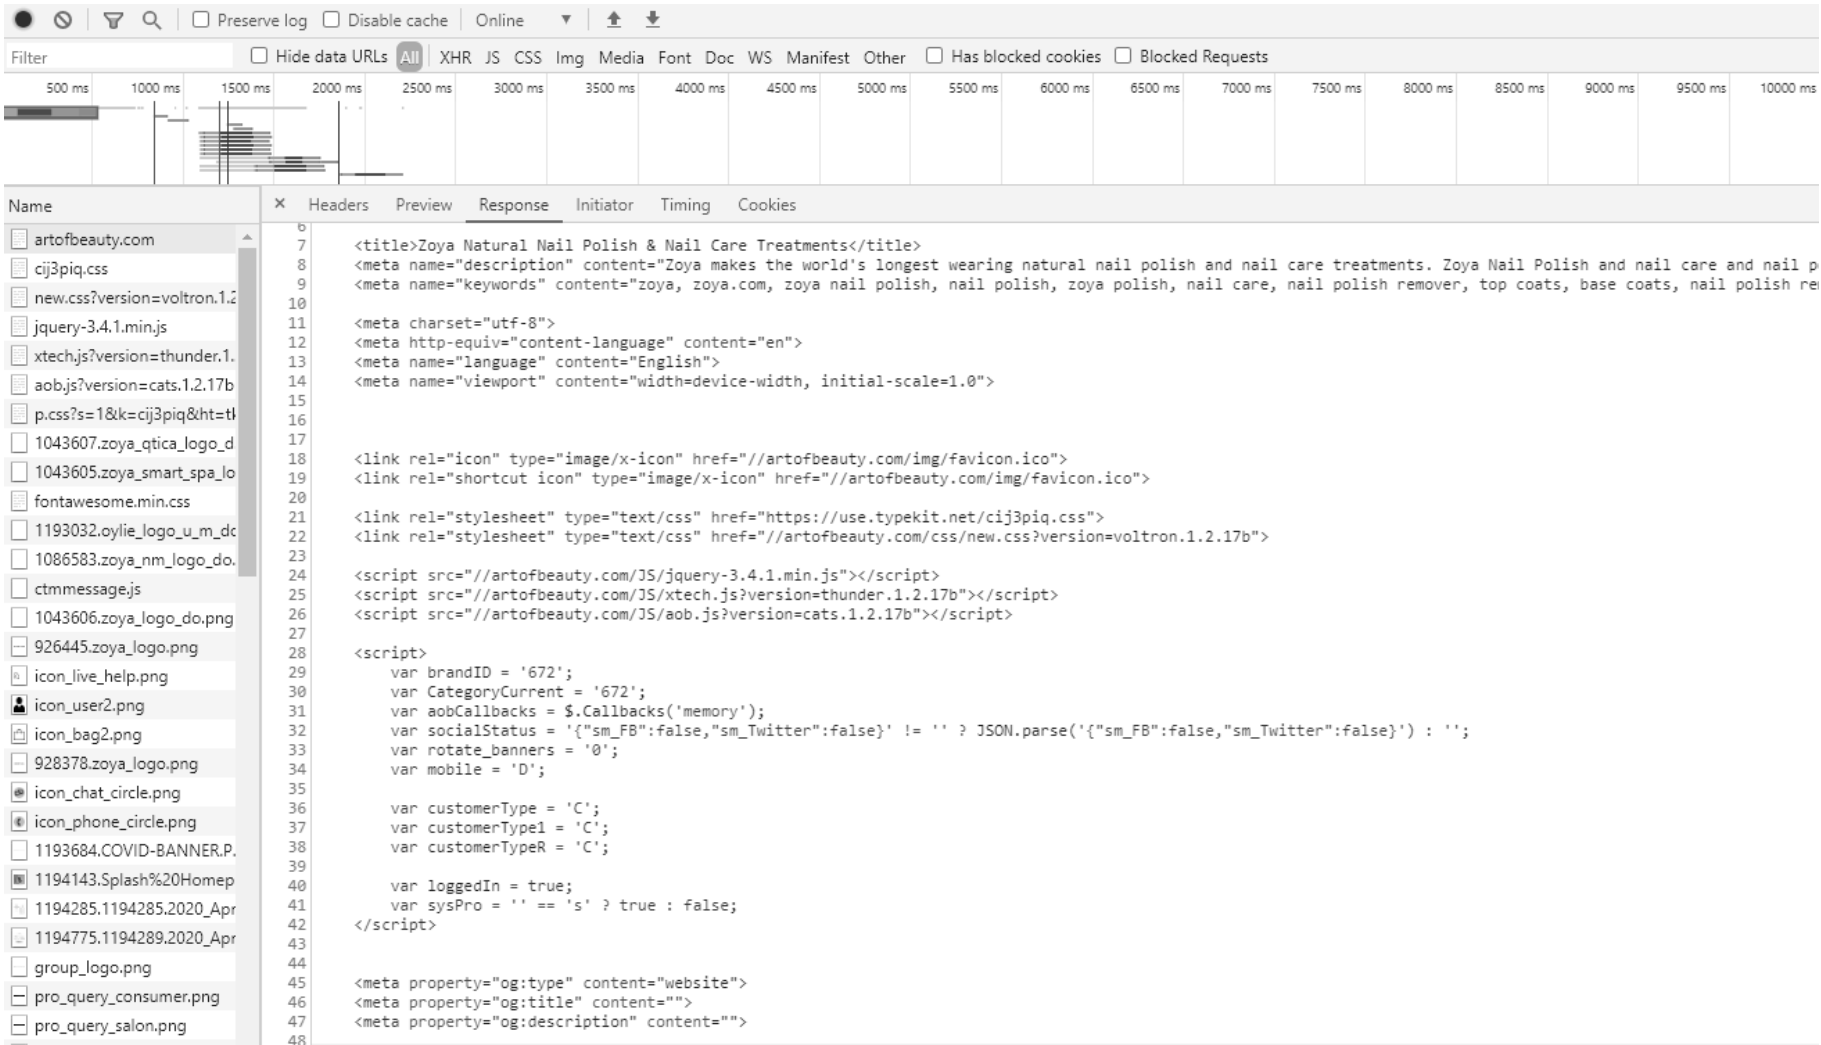 Preserve log Disable cache Online
Filter Hide data URLs All XHR JS CSS Img Media Font Doc WS Manifest Other Has blocked cookies Blocked Requests
500 ms 1000 ms 1500 ms 2000 ms 2500 ms 3000 ms 3500 ms 4000 ms 4500 ms 5000 ms 5500 ms 6000 ms 6500 ms 7000 ms 7500 ms 8000 ms 8500 ms 9000 ms 9500 ms 10000 ms
Name
artofbeauty.com
cij3piq.css
new.css?version=voltron.1.2
jquery-3.4.1.min.js
xtech.js?version=thunder.1.
aob.js?version=cats.1.2.17b
p.css?s=1&k=cij3piq&ht=tk
1043607.zoya_qtica_logo_d
1043605.zoya_smart_spa_lo
fontawesome.min.css
1193032.oylie_logo_u_m_do
1086583.zoya_nm_logo_do.
ctmmessage.js
1043606.zoya_logo_do.png
926445.zoya_logo.png
icon_live_help.png
icon_user2.png
icon_bag2.png
928378.zoya_logo.png
icon_chat_circle.png
icon_phone_circle.png
1193684.COVID-BANNER.P.
1194143.Splash%20Homep
1194285.1194285.2020_Apr
1194775.1194289.2020_Apr
group_logo.png
pro_query_consumer.png
pro_query_salon.png
× Headers Preview Response Initiator Timing Cookies
6
7 <title>Zoya Natural Nail Polish & Nail Care Treatments</title>
8 <meta name="description" content="Zoya makes the world's longest wearing natural nail polish and nail care treatments. Zoya Nail Polish and nail care and nail p
9 <meta name="keywords" content="zoya, zoya.com, zoya nail polish, nail polish, zoya polish, nail care, nail polish remover, top coats, base coats, nail polish re
10
11 <meta charset="utf-8">
12 <meta http-equiv="content-language" content="en">
13 <meta name="language" content="English">
14 <meta name="viewport" content="width=device-width, initial-scale=1.0">
15
16
17
18 <link rel="icon" type="image/x-icon" href="//artofbeauty.com/img/favicon.ico">
19 <link rel="shortcut icon" type="image/x-icon" href="//artofbeauty.com/img/favicon.ico">
20
21 <link rel="stylesheet" type="text/css" href="https://use.typekit.net/cij3piq.css">
22 <link rel="stylesheet" type="text/css" href="//artofbeauty.com/css/new.css?version=voltron.1.2.17b">
23
24 <script src="//artofbeauty.com/JS/jquery-3.4.1.min.js"></script>
25 <script src="//artofbeauty.com/JS/xtech.js?version=thunder.1.2.17b"></script>
26 <script src="//artofbeauty.com/JS/aob.js?version=cats.1.2.17b"></script>
27
28 <script>
29 var brandID = '672';
30 var CategoryCurrent = '672';
31 var aobCallbacks = $.Callbacks('memory');
32 var socialStatus = '{"sm_FB":false,"sm_Twitter":false}' != '' ? JSON.parse('{"sm_FB":false,"sm_Twitter":false}') : '';
33 var rotate_banners = '0';
34 var mobile = 'D';
35
36 var customerType = 'C';
37 var customerType1 = 'C';
38 var customerTypeR = 'C';
39
40 var loggedIn = true;
41 var sysPro = '' == 's' ? true : false;
42 </script>
43
44
45 <meta property="og:type" content="website">
46 <meta property="og:title" content="">
47 <meta property="og:description" content="">
48